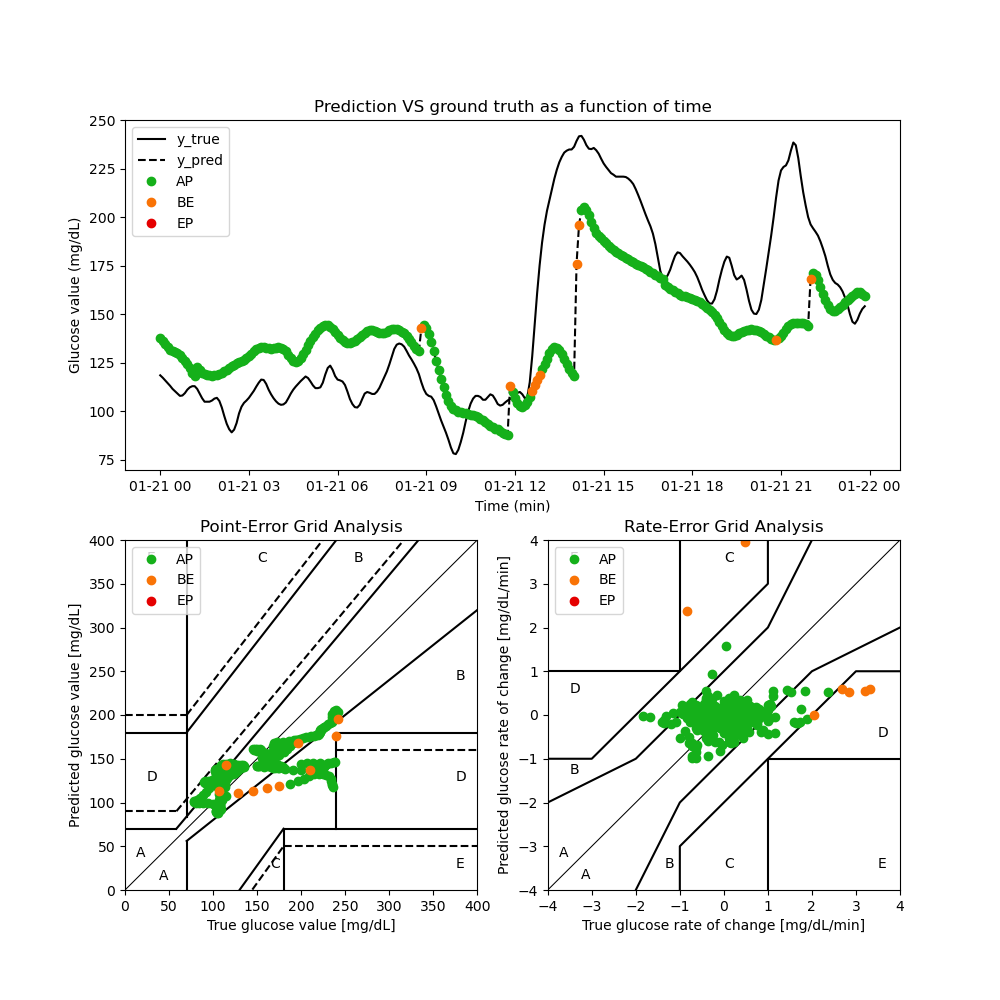 Prediction VS ground truth as a function of time
Glucose value (mg/dL)
250
225
200
175
150
125
100
75
y_true
y_pred
AP
BE
EP
01-21 00 01-21 03 01-21 06 01-21 09 01-21 12 01-21 15 01-21 18 01-21 21 01-22 00
Time (min)
Point-Error Grid Analysis
Predicted glucose value [mg/dL]
400
350
300
250
200
150
100
50
0
AP
BE
EP
C B
B
D D
A
A C E
0 50 100 150 200 250 300 350 400
True glucose value [mg/dL]
Rate-Error Grid Analysis
Predicted glucose rate of change [mg/dL/min]
4
3
2
1
0
−1
−2
−3
−4
AP
BE
EP
C
D
D
B
A
A B C E
−4 −3 −2 −1 0 1 2 3 4
True glucose rate of change [mg/dL/min]